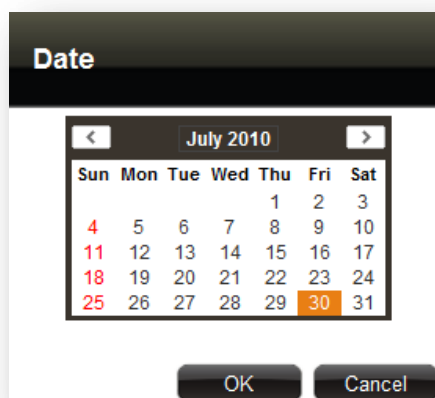 Date
< July 2010 >
Sun Mon Tue Wed Thu Fri Sat
1 2 3
4 5 6 7 8 9 10
11 12 13 14 15 16 17
18 19 20 21 22 23 24
25 26 27 28 29 30 31
OK Cancel